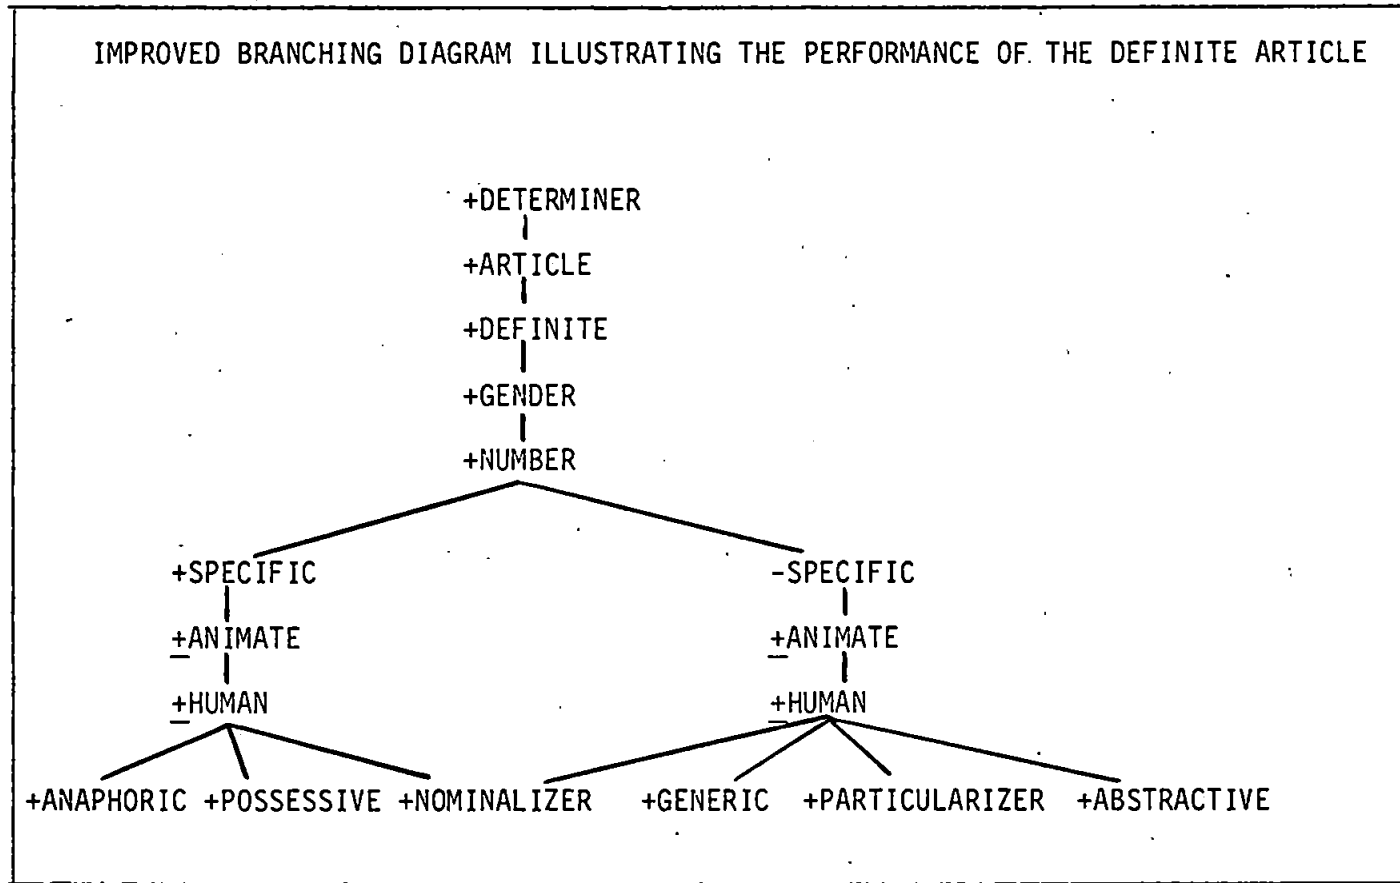 IMPROVED BRANCHING DIAGRAM ILLUSTRATING THE PERFORMANCE OF THE DEFINITE ARTICLE
+DETERMINER
+ARTICLE
+DEFINITE
+GENDER
+NUMBER
+SPECIFIC -SPECIFIC
±ANIMATE ±ANIMATE
±HUMAN ±HUMAN
+ANAPHORIC +POSSESSIVE +NOMINALIZER +GENERIC +PARTICULARIZER +ABSTRACTIVE